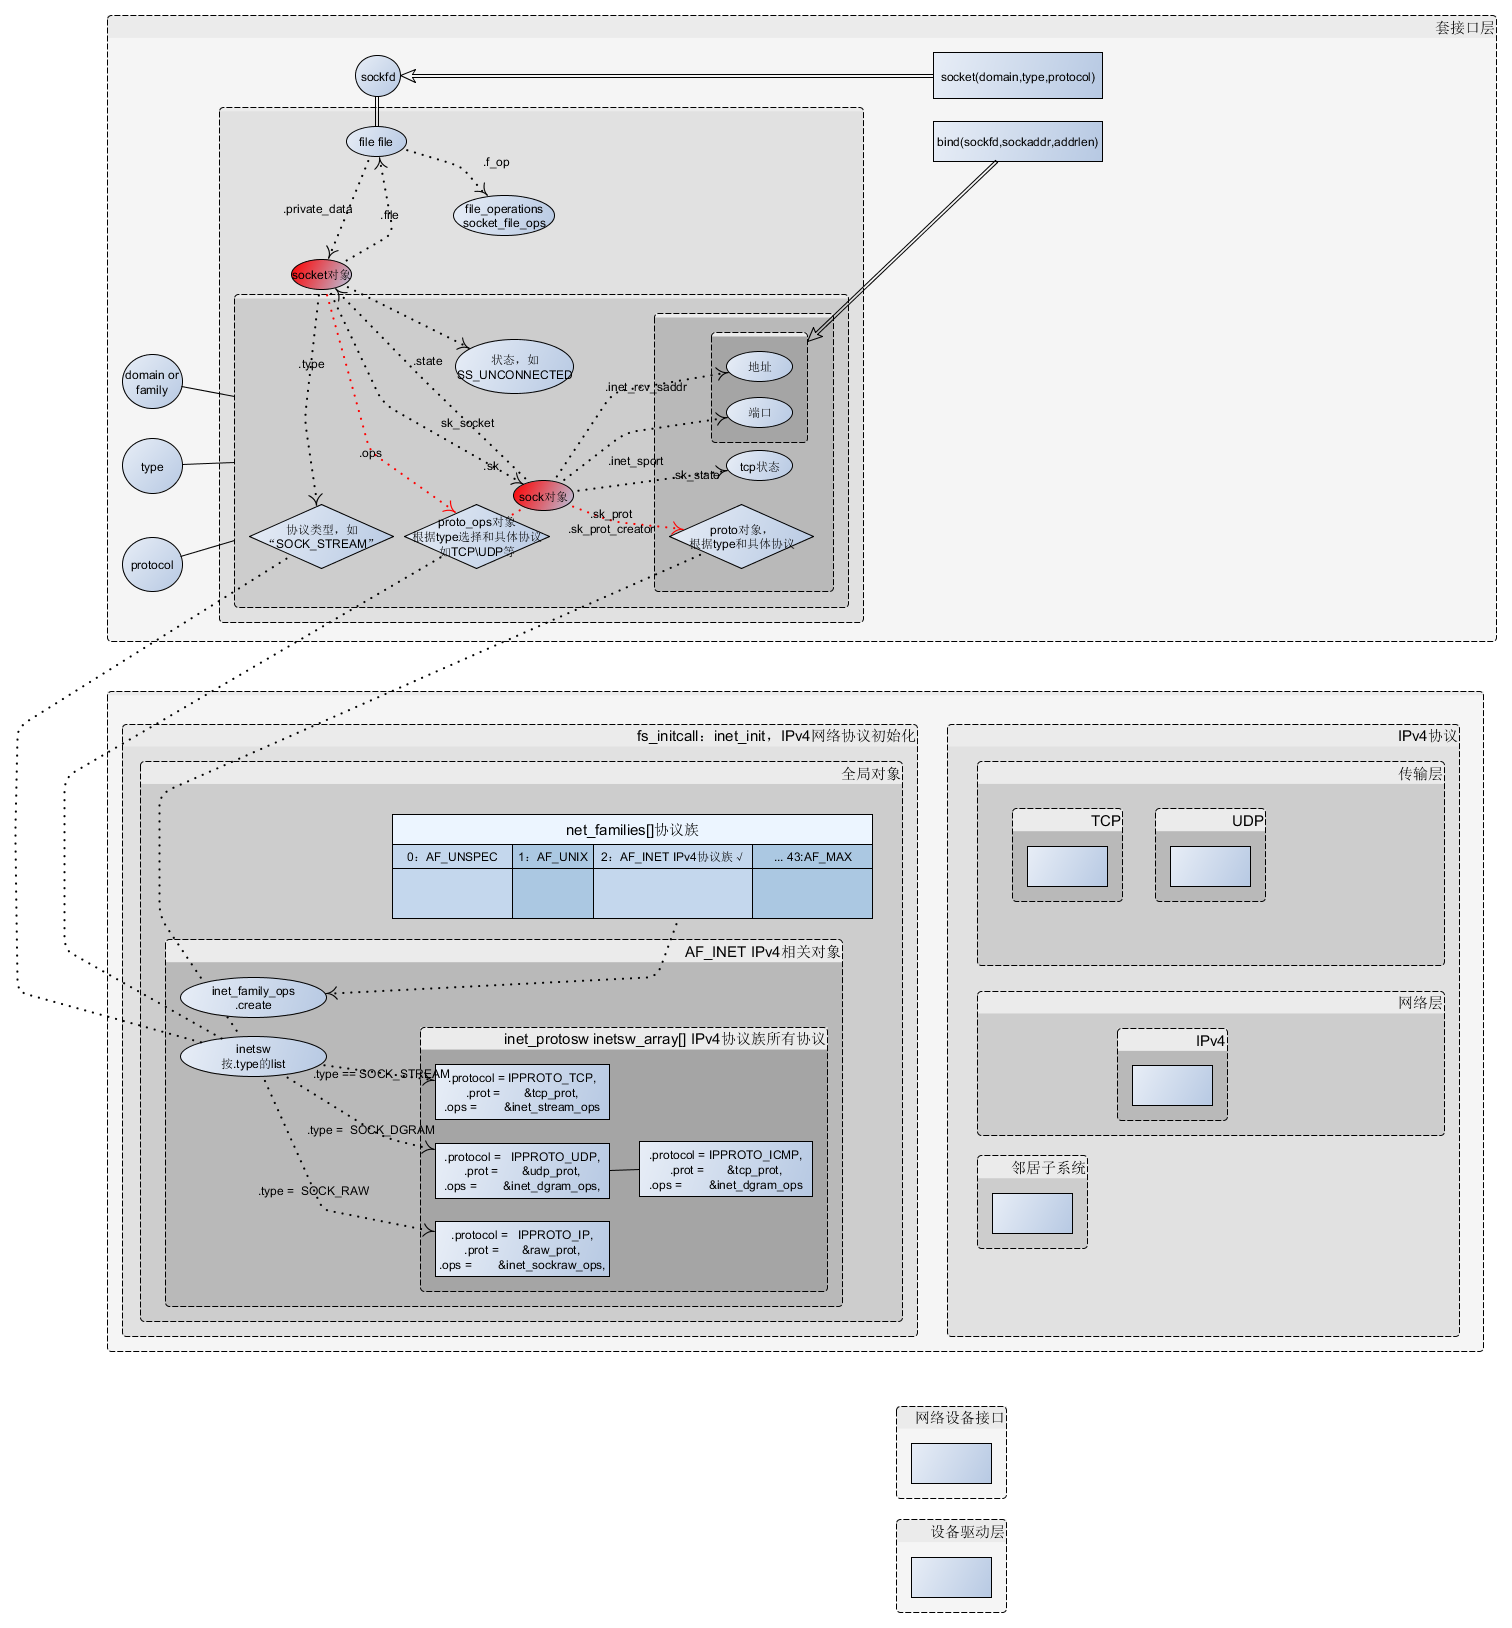 套接口层
sockfd
socket(domain,type,protocol)
file file
bind(sockfd,sockaddr,addrlen)
.f_op
.private_data
.file
file_operations
socket_file_ops
socket对象
.type
.state
状态，如
SS_UNCONNECTED
地址
.inet_rcv_saddr
domain or
family
端口
sk_socket
.ops
.sk
.inet_sport
.sk_state
tcp状态
type
sock对象
.sk_prot
.sk_prot_creator
协议类型，如
“SOCK_STREAM”
proto_ops对象
根据type选择和具体协议
如TCP\UDP等
proto对象，
根据type和具体协议
protocol
fs_initcall：inet_init，IPv4网络协议初始化
IPv4协议
全局对象
传输层
net_families[]协议族
0：AF_UNSPEC
1：AF_UNIX
2：AF_INET IPv4协议族√
... 43:AF_MAX
TCP
UDP
AF_INET IPv4相关对象
inet_family_ops
.create
网络层
inetsw
按.type的list
inet_protosw inetsw_array[] IPv4协议族所有协议
IPv4
.type == SOCK_STREAM
.protocol = IPPROTO_TCP,
.prot = &tcp_prot,
.ops = &inet_stream_ops
.type = SOCK_DGRAM
.protocol = IPPROTO_UDP,
.prot = &udp_prot,
.ops = &inet_dgram_ops,
.protocol = IPPROTO_ICMP,
.prot = &tcp_prot,
.ops = &inet_dgram_ops
邻居子系统
.type = SOCK_RAW
.protocol = IPPROTO_IP,
.prot = &raw_prot,
.ops = &inet_sockraw_ops,
网络设备接口
设备驱动层